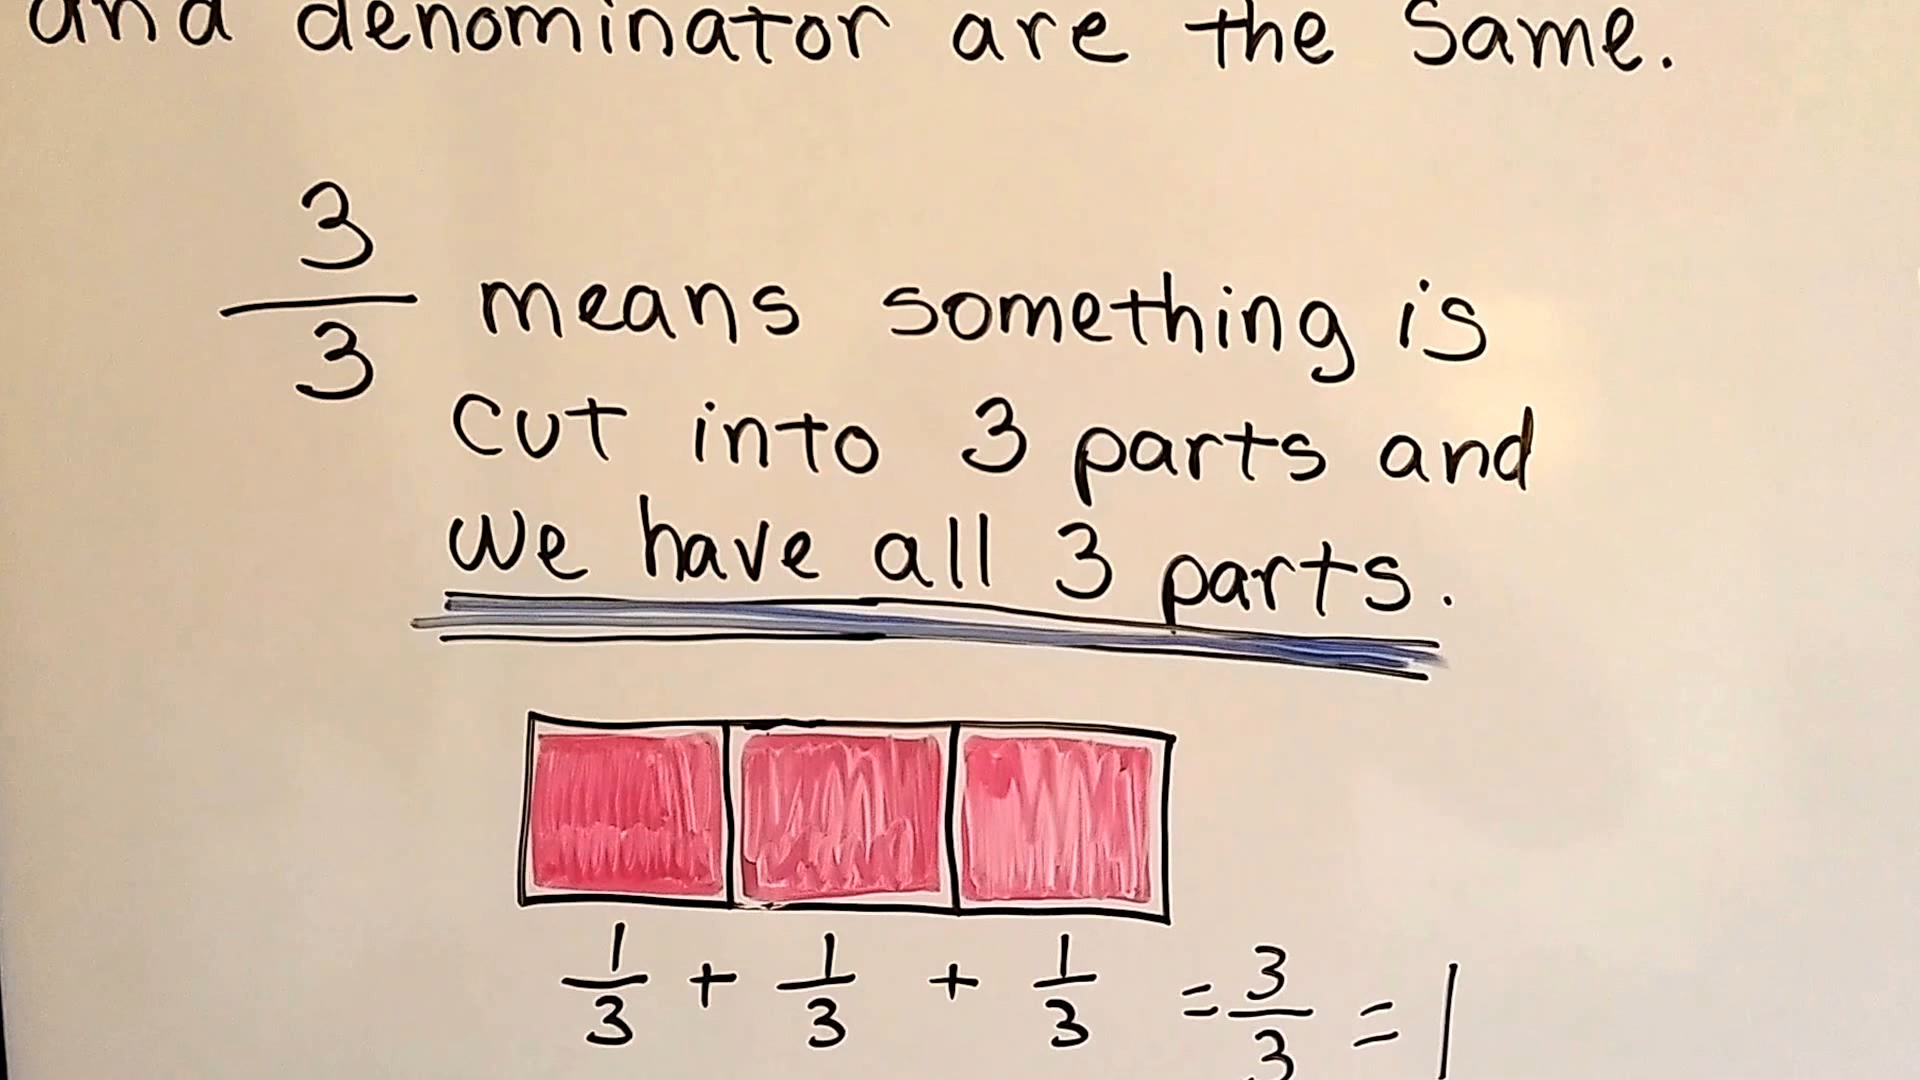 and denominator are the same.
3/3 means something is
cut into 3 parts and
we have all 3 parts.
1/3 + 1/3 + 1/3 = 3/3 = 1